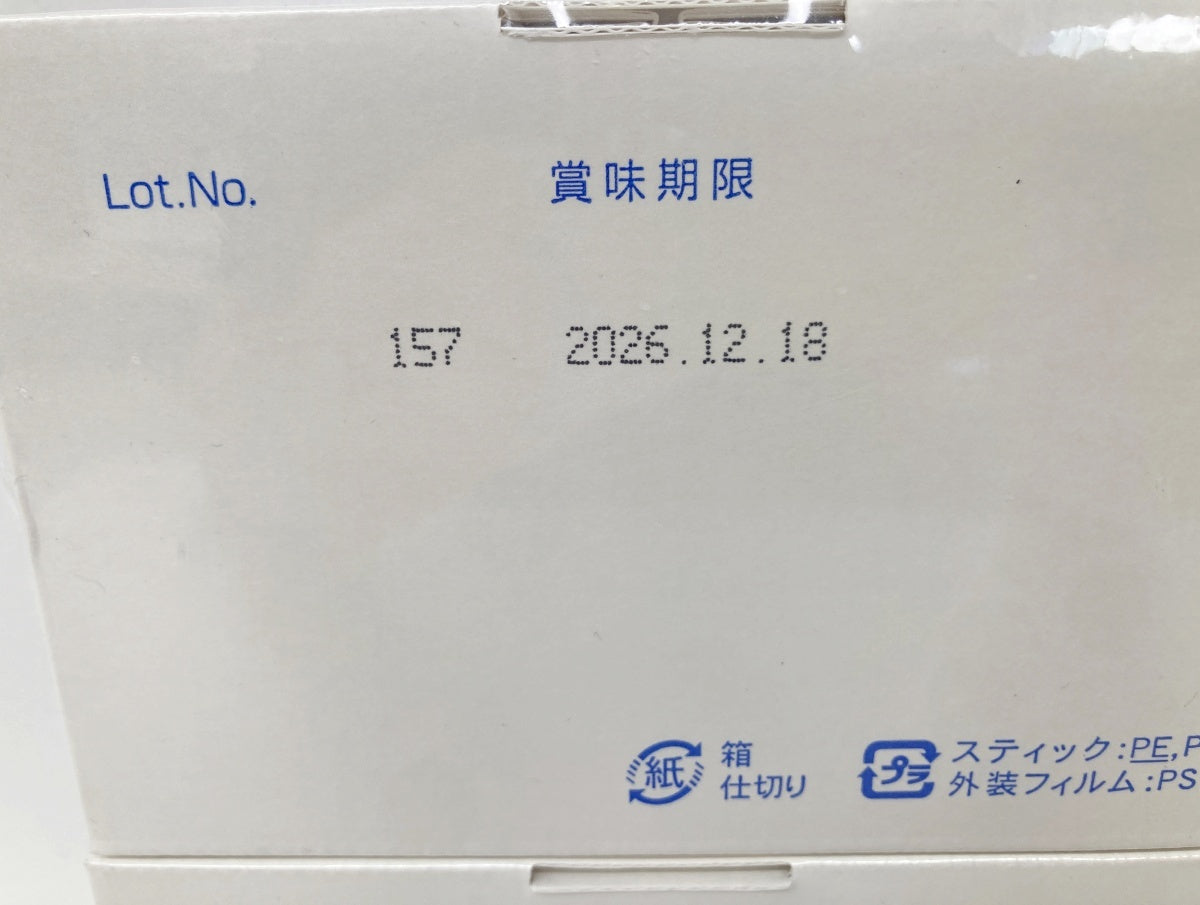 Lot.No. 賞味期限
157 2026.12.18
紙 箱
仕切り
プラ スティック:PE,P
外装フィルム:PS